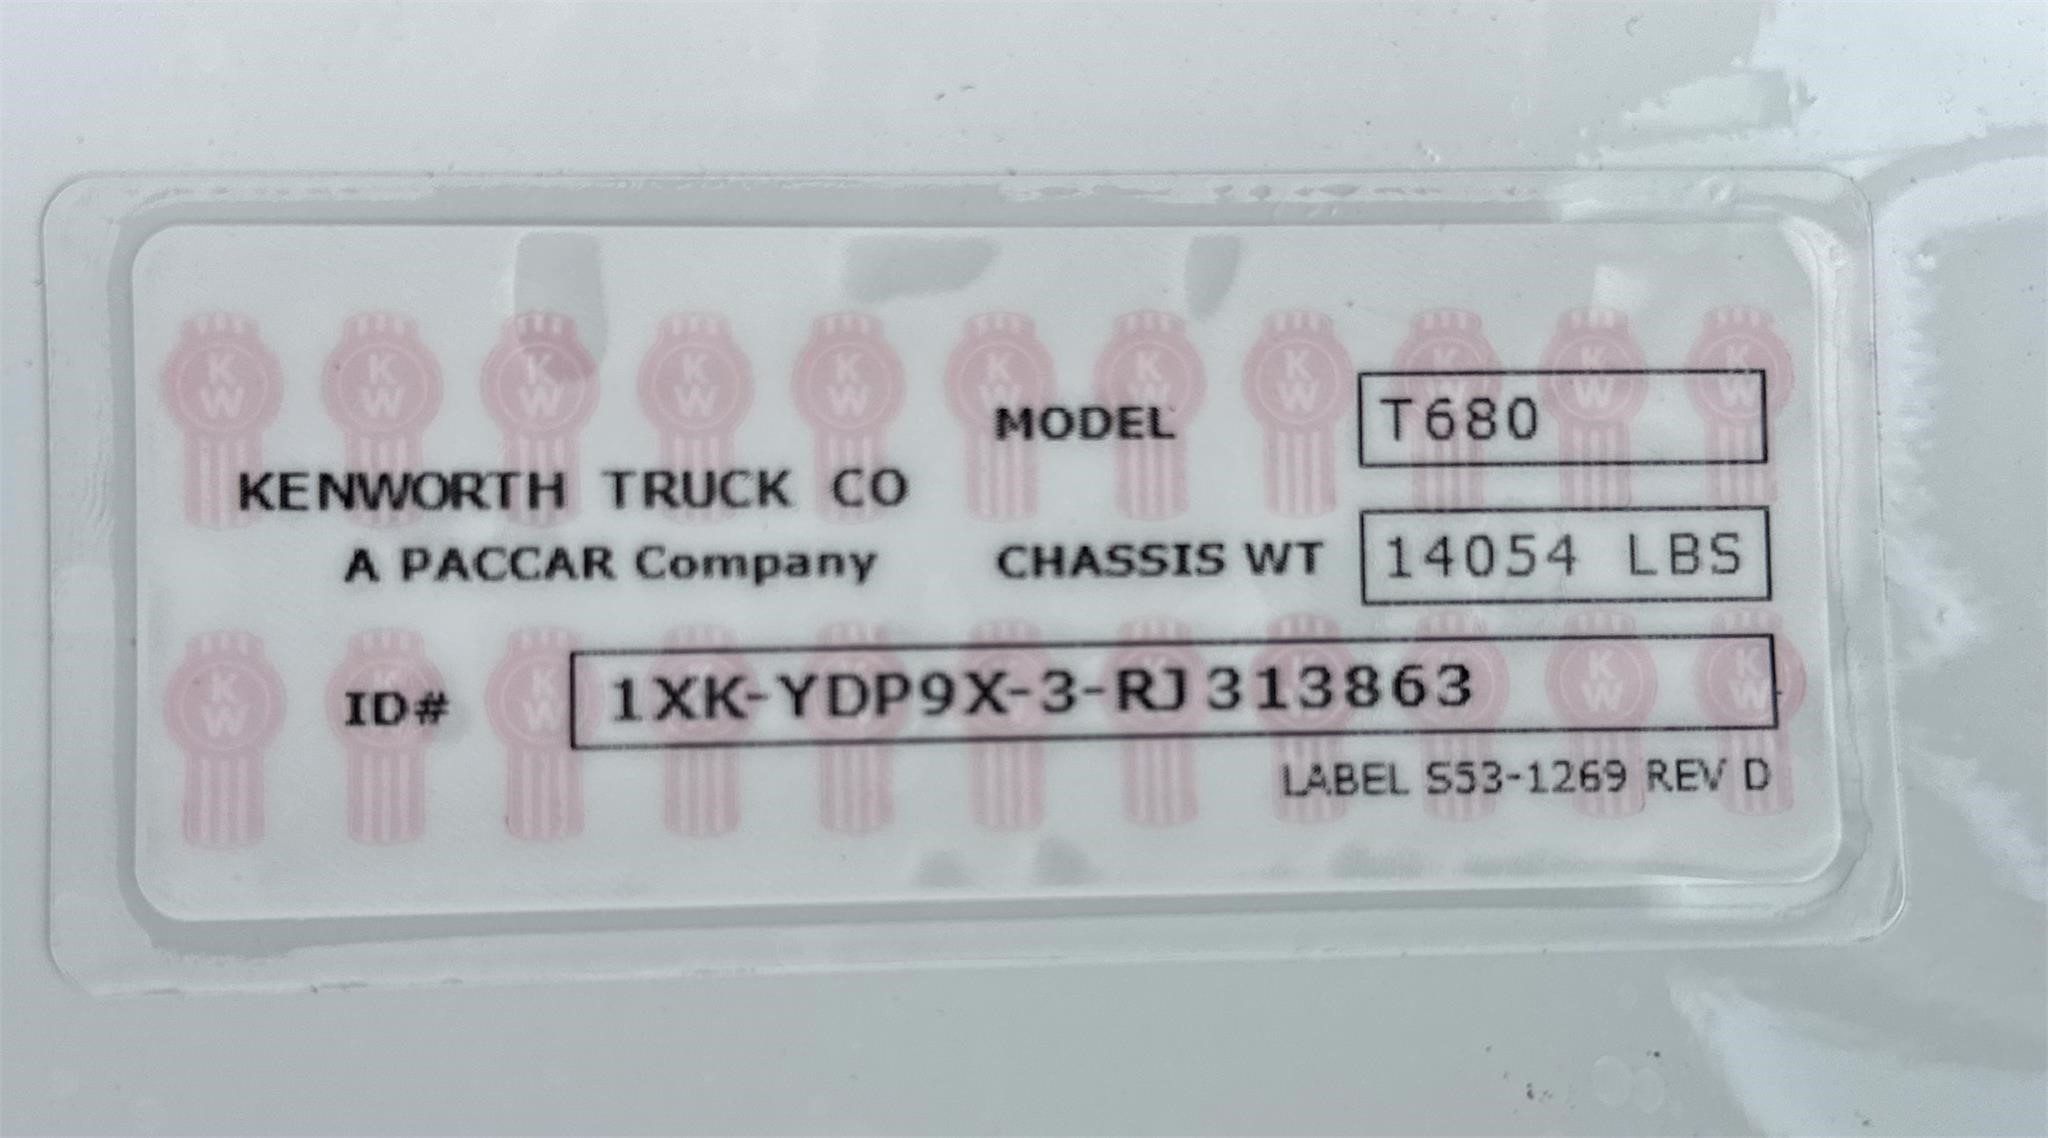 MODEL T680
KENWORTH TRUCK CO
A PACCAR Company
CHASSIS WT 14054 LBS
ID# 1XK-YDP9X-3-RJ313863
LABEL S53-1269 REV D